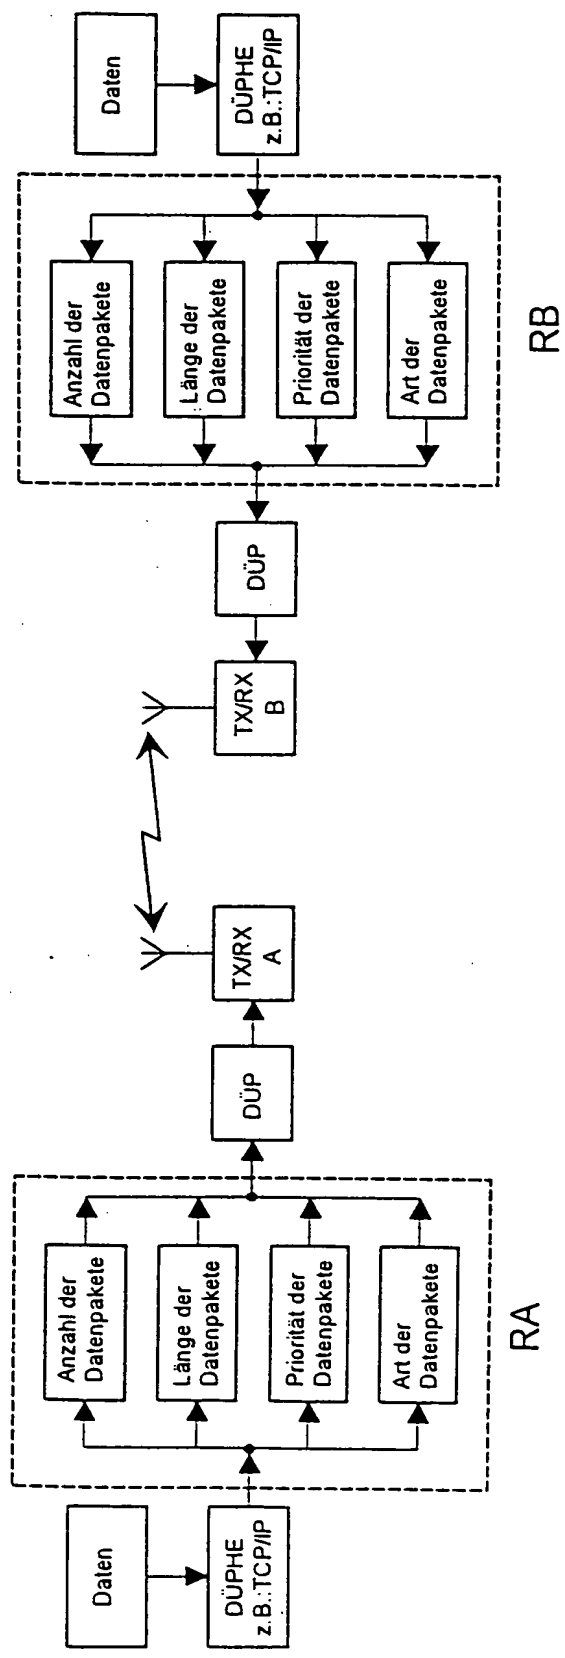 Daten
DÜPHE
z.B.:TCP/IP
Anzahl der
Datenpakete
Länge der
Datenpakete
Priorität der
Datenpakete
Art der
Datenpakete
RA
DÜP
TX/RX
A
TX/RX
B
DÜP
Anzahl der
Datenpakete
Länge der
Datenpakete
Priorität der
Datenpakete
Art der
Datenpakete
RB
Daten
DÜPHE
z.B.:TCP/IP